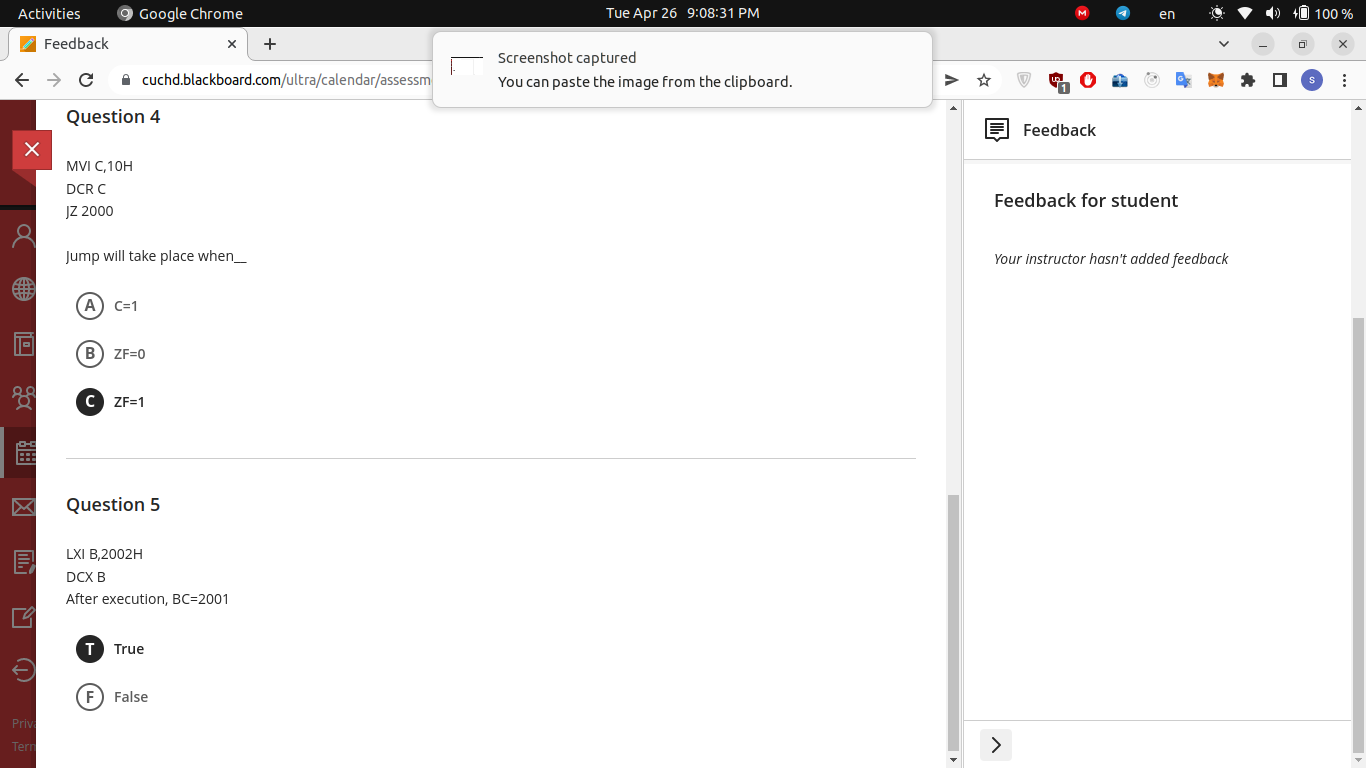 Activities
Google Chrome
Tue Apr 26 9:08:31 PM
M
en
100 %
Feedback
Screenshot captured
You can paste the image from the clipboard.
cuchd.blackboard.com/ultra/calendar/assessm
1
S
Question 4
MVI C,10H
DCR C
JZ 2000
Jump will take place when__
A C=1
B ZF=0
C ZF=1
Question 5
LXI B,2002H
DCX B
After execution, BC=2001
T True
F False
Priva
Term
Feedback
Feedback for student
Your instructor hasn't added feedback